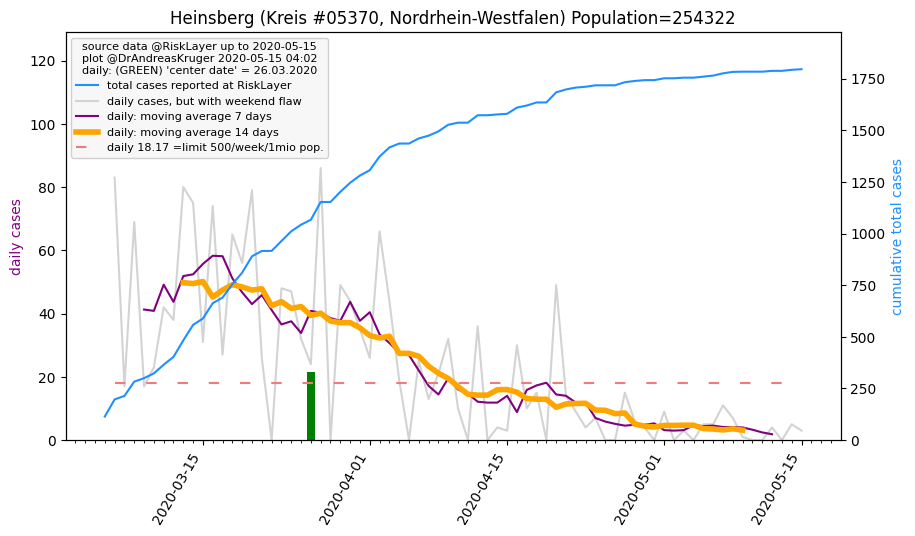 Heinsberg (Kreis #05370, Nordrhein-Westfalen) Population=254322
source data @RiskLayer up to 2020-05-15
plot @DrAndreasKruger 2020-05-15 04:02
daily: (GREEN) 'center date' = 26.03.2020
total cases reported at RiskLayer
daily cases, but with weekend flaw
daily: moving average 7 days
daily: moving average 14 days
daily 18.17 =limit 500/week/1mio pop.
daily cases
120
100
80
60
40
20
0
cumulative total cases
1750
1500
1250
1000
750
500
250
0
2020-03-15
2020-04-01
2020-04-15
2020-05-01
2020-05-15